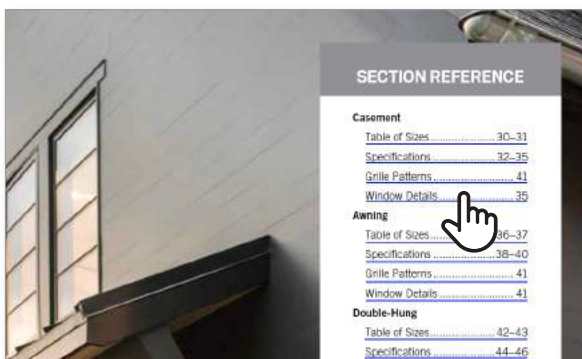 SECTION REFERENCE
Casement
Table of Sizes ..................... 30–31
Specifications ..................... 32–35
Grille Patterns ......................... 41
Window Details ....................... 35
Awning
Table of Sizes ..................... 36–37
Specifications ..................... 38–40
Grille Patterns ......................... 41
Window Details ....................... 41
Double-Hung
Table of Sizes ..................... 42–43
Specifications ..................... 44–46